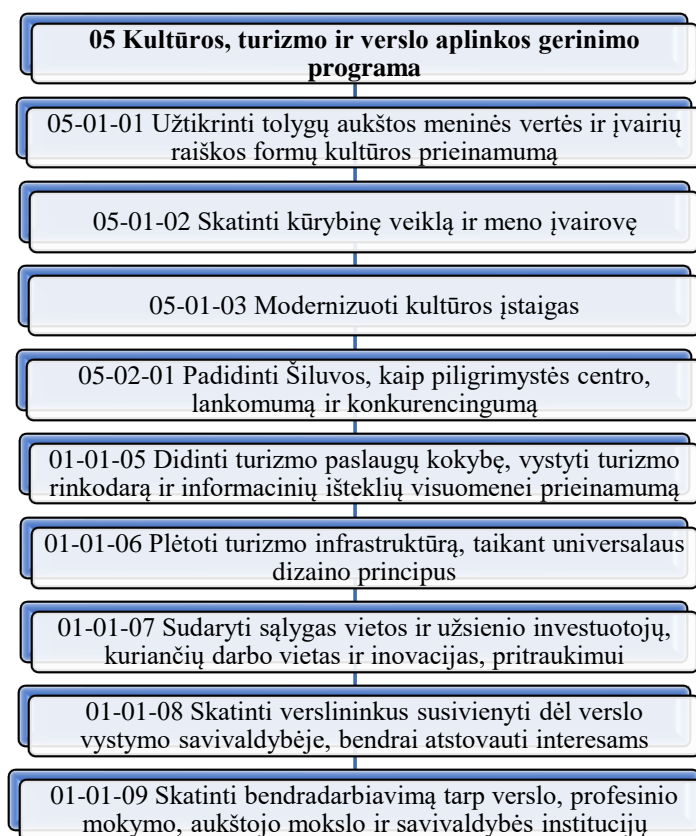 05 Kultūros, turizmo ir verslo aplinkos gerinimo
programa
05-01-01 Užtikrinti tolygų aukštos meninės vertės ir įvairių
raiškos formų kultūros prieinamumą
05-01-02 Skatinti kūrybinę veiklą ir meno įvairovę
05-01-03 Modernizuoti kultūros įstaigas
05-02-01 Padidinti Šiluvos, kaip piligrimystės centro,
lankomumą ir konkurencingumą
01-01-05 Didinti turizmo paslaugų kokybę, vystyti turizmo
rinkodarą ir informacinių išteklių visuomenei prieinamumą
01-01-06 Plėtoti turizmo infrastruktūrą, taikant universalaus
dizaino principus
01-01-07 Sudaryti sąlygas vietos ir užsienio investuotojų,
kuriančių darbo vietas ir inovacijas, pritraukimui
01-01-08 Skatinti verslininkus susivienyti dėl verslo
vystymo savivaldybėje, bendrai atstovauti interesams
01-01-09 Skatinti bendradarbiavimą tarp verslo, profesinio
mokymo, aukštojo mokslo ir savivaldybės institucijų